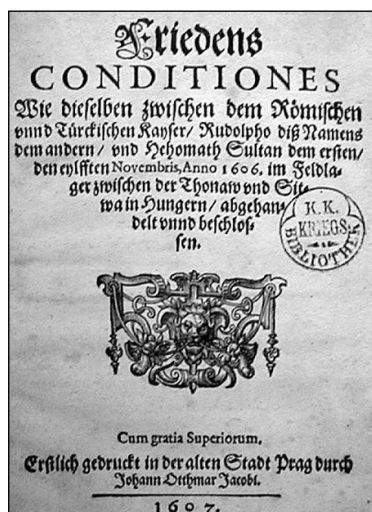 Friedens
CONDITIONES
Wie dieselben zwischen dem Römischen
vnnd Türckischen Kayser/ Rudolpho diß Namens
dem andern/ vnd Hehomath Sultan dem ersten/
den eylfften Novembris, Anno 1606. im Feldla-
ger zwischen der Thonaw vnd Sit-
wa in Hungern/ abgehan-
delt vnnd beschlos-
sen.
K.K.
KRIEGS
BIBLIOTHEK
Cum gratia Superiorum.
Erstlich gedruckt in der alten Stadt Prag durch
Johann Otthmar Jacobi.
1607.